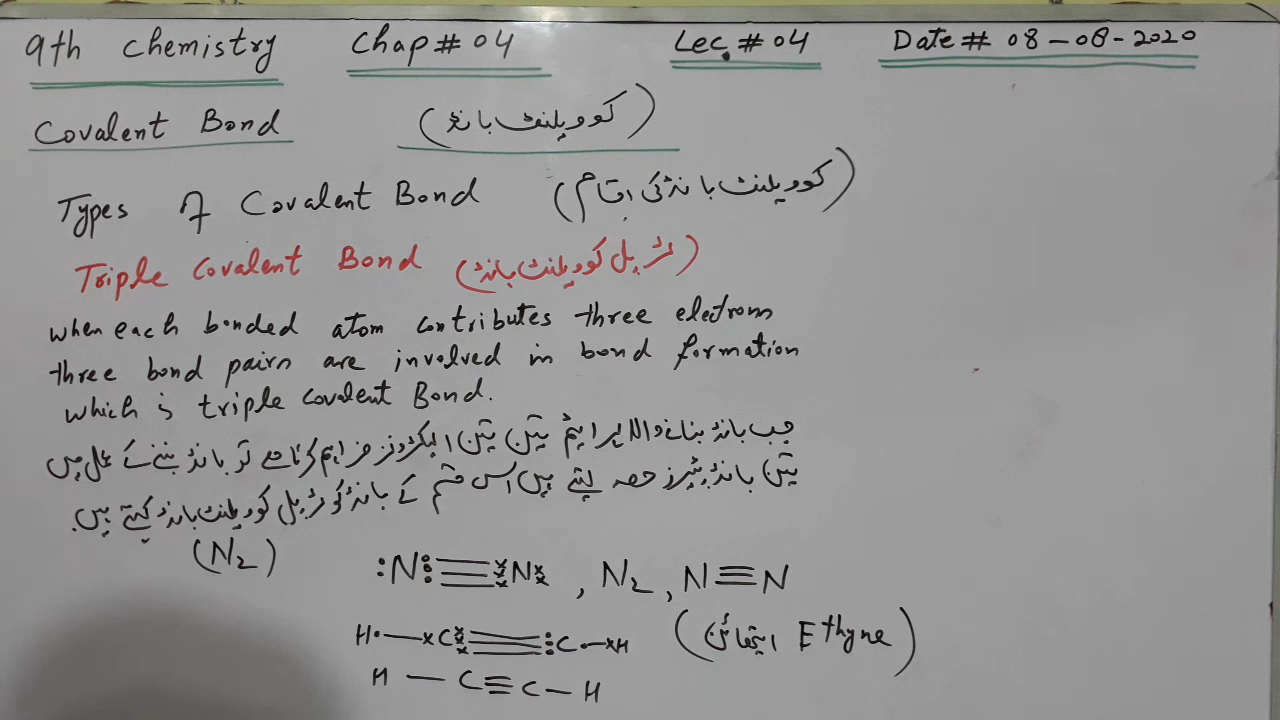 9th Chemistry Chap # 04 Lec. # 04 Date # 08-08-2020
Covalent Bond (کوویلنٹ بانڈ)
Types of Covalent Bond (کوویلنٹ بانڈ کی اقسام)
Triple Covalent Bond (ٹرپل کوویلنٹ بانڈ)
when each bonded atom contributes three electrons
three bond pairs are involved in bond formation
which is triple covalent Bond.
جب بانڈ بنانے والا ہر ایٹم تین تین الیکٹرونز فراہم کرتا ہے تو بانڈ بننے کے عمل میں
تین بانڈ پیئرز حصہ لیتے ہیں اس قسم کے بانڈ کو ٹرپل کوویلنٹ بانڈ کہتے ہیں.
(N₂) :N⋮≡⋮N×× , N₂ , N≡N
H·—×C⋮≡⋮C·—×H (ایتھائن Ethyne)
H — C≡C — H